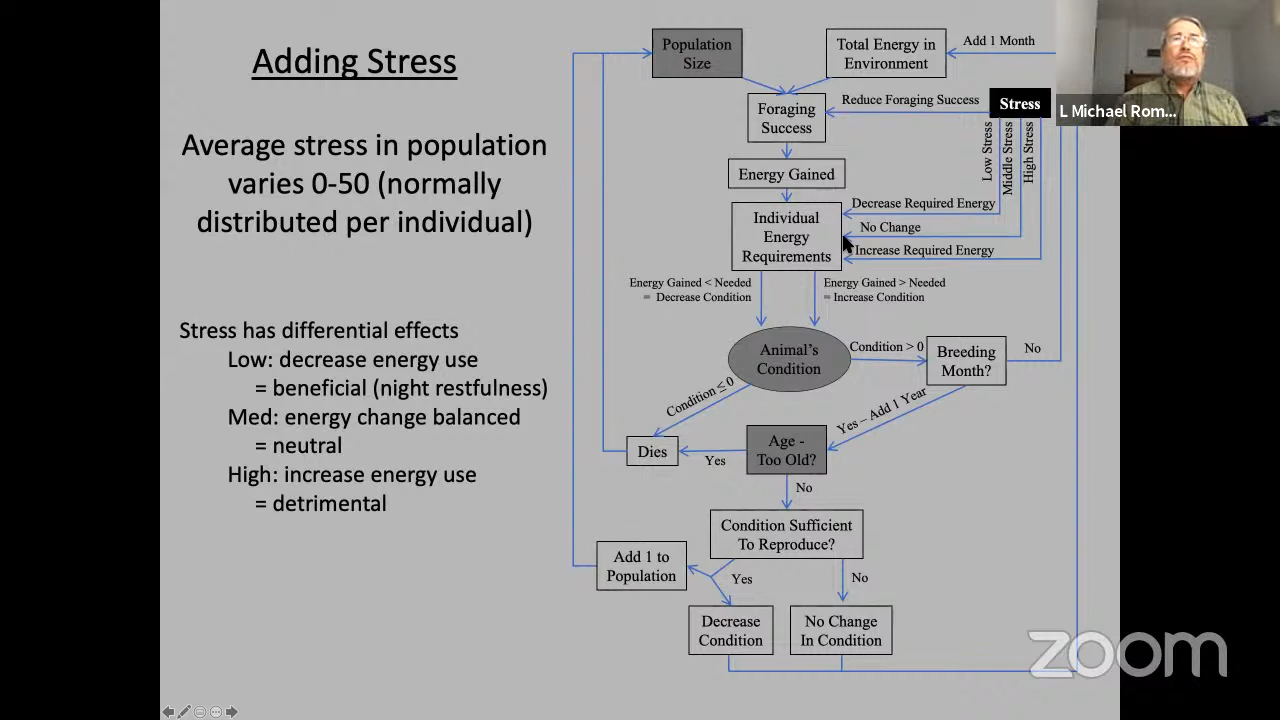 Adding Stress
Average stress in population
varies 0-50 (normally
distributed per individual)
Stress has differential effects
Low: decrease energy use
= beneficial (night restfulness)
Med: energy change balanced
= neutral
High: increase energy use
= detrimental
Population
Size
Total Energy in
Environment
Add 1 Month
Foraging
Success
Reduce Foraging Success
Stress
L Michael Rom...
Low Stress
Middle Stress
High Stress
Energy Gained
Individual
Energy
Requirements
Decrease Required Energy
No Change
Increase Required Energy
Energy Gained < Needed
= Decrease Condition
Energy Gained > Needed
= Increase Condition
Animal's
Condition
Condition > 0
Breeding
Month?
No
Condition ≤ 0
Yes – Add 1 Year
Dies
Yes
Age -
Too Old?
No
Condition Sufficient
To Reproduce?
Add 1 to
Population
Yes
No
Decrease
Condition
No Change
In Condition
zoom